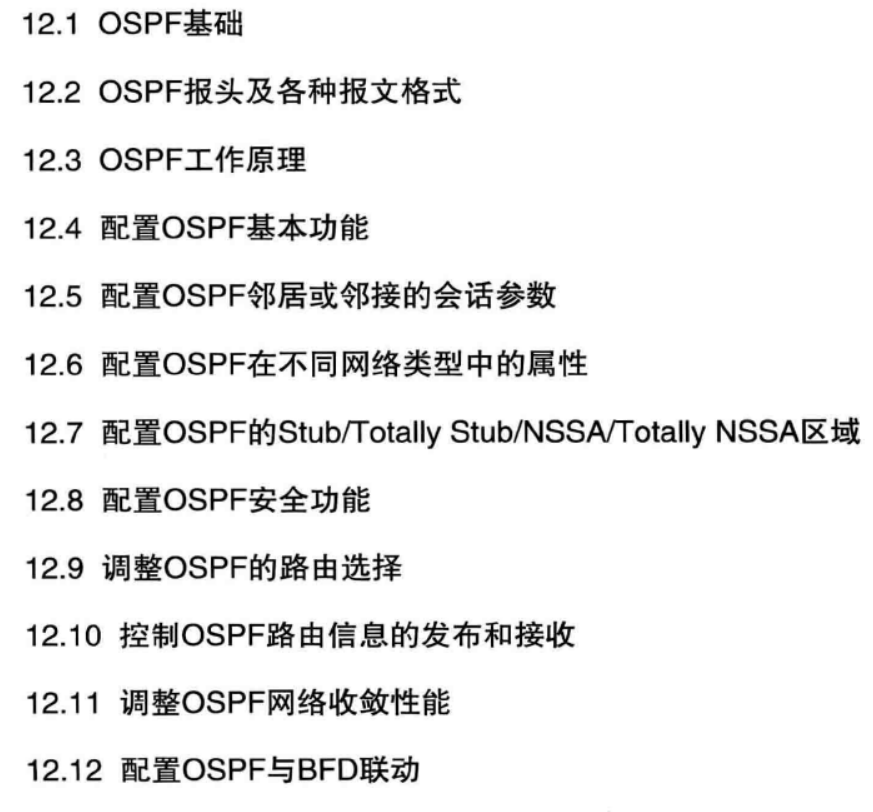 12.1 OSPF基础
12.2 OSPF报头及各种报文格式
12.3 OSPF工作原理
12.4 配置OSPF基本功能
12.5 配置OSPF邻居或邻接的会话参数
12.6 配置OSPF在不同网络类型中的属性
12.7 配置OSPF的Stub/Totally Stub/NSSA/Totally NSSA区域
12.8 配置OSPF安全功能
12.9 调整OSPF的路由选择
12.10 控制OSPF路由信息的发布和接收
12.11 调整OSPF网络收敛性能
12.12 配置OSPF与BFD联动